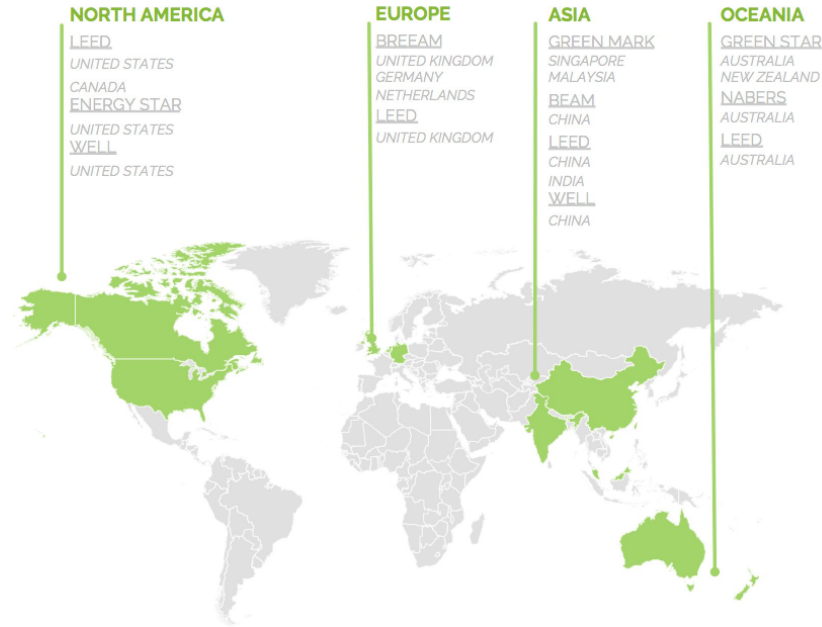 NORTH AMERICA
LEED
UNITED STATES
CANADA
ENERGY STAR
UNITED STATES
WELL
UNITED STATES
EUROPE
BREEAM
UNITED KINGDOM
GERMANY
NETHERLANDS
LEED
UNITED KINGDOM
ASIA
GREEN MARK
SINGAPORE
MALAYSIA
BEAM
CHINA
LEED
CHINA
INDIA
WELL
CHINA
OCEANIA
GREEN STAR
AUSTRALIA
NEW ZEALAND
NABERS
AUSTRALIA
LEED
AUSTRALIA